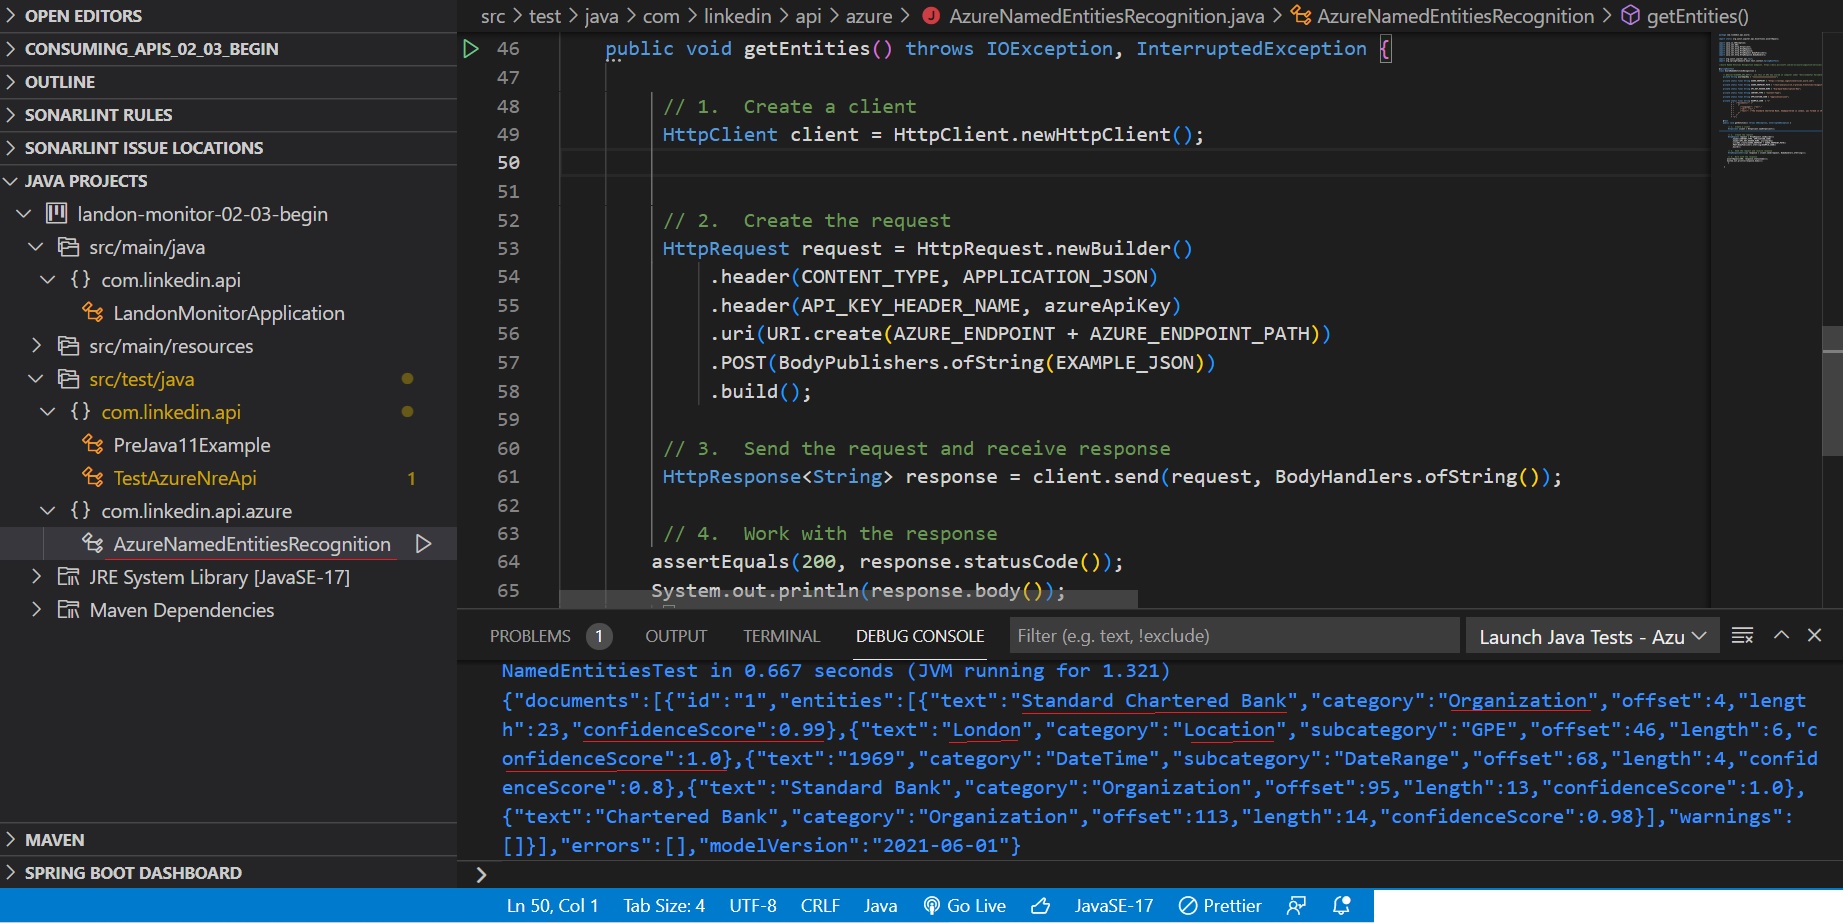 OPEN EDITORS
CONSUMING_APIS_02_03_BEGIN
OUTLINE
SONARLINT RULES
SONARLINT ISSUE LOCATIONS
JAVA PROJECTS
landon-monitor-02-03-begin
src/main/java
{} com.linkedin.api
LandonMonitorApplication
src/main/resources
src/test/java
{} com.linkedin.api
PreJava11Example
TestAzureNreApi 1
{} com.linkedin.api.azure
AzureNamedEntitiesRecognition
JRE System Library [JavaSE-17]
Maven Dependencies
MAVEN
SPRING BOOT DASHBOARD
src > test > java > com > linkedin > api > azure > J AzureNamedEntitiesRecognition.java > AzureNamedEntitiesRecognition > getEntities()
46 public void getEntities() throws IOException, InterruptedException {
47
48 // 1.  Create a client
49 HttpClient client = HttpClient.newHttpClient();
50
51
52 // 2.  Create the request
53 HttpRequest request = HttpRequest.newBuilder()
54 .header(CONTENT_TYPE, APPLICATION_JSON)
55 .header(API_KEY_HEADER_NAME, azureApiKey)
56 .uri(URI.create(AZURE_ENDPOINT + AZURE_ENDPOINT_PATH))
57 .POST(BodyPublishers.ofString(EXAMPLE_JSON))
58 .build();
59
60 // 3.  Send the request and receive response
61 HttpResponse<String> response = client.send(request, BodyHandlers.ofString());
62
63 // 4.  Work with the response
64 assertEquals(200, response.statusCode());
65 System.out.println(response.body());
PROBLEMS 1 OUTPUT TERMINAL DEBUG CONSOLE Filter (e.g. text, !exclude) Launch Java Tests - Azu
NamedEntitiesTest in 0.667 seconds (JVM running for 1.321)
{"documents":[{"id":"1","entities":[{"text":"Standard Chartered Bank","category":"Organization","offset":4,"lengt
h":23,"confidenceScore":0.99},{"text":"London","category":"Location","subcategory":"GPE","offset":46,"length":6,"c
onfidenceScore":1.0},{"text":"1969","category":"DateTime","subcategory":"DateRange","offset":68,"length":4,"confid
enceScore":0.8},{"text":"Standard Bank","category":"Organization","offset":95,"length":13,"confidenceScore":1.0},
{"text":"Chartered Bank","category":"Organization","offset":113,"length":14,"confidenceScore":0.98}],"warnings":
[]}],"errors":[],"modelVersion":"2021-06-01"}
Ln 50, Col 1 Tab Size: 4 UTF-8 CRLF Java Go Live JavaSE-17 Prettier